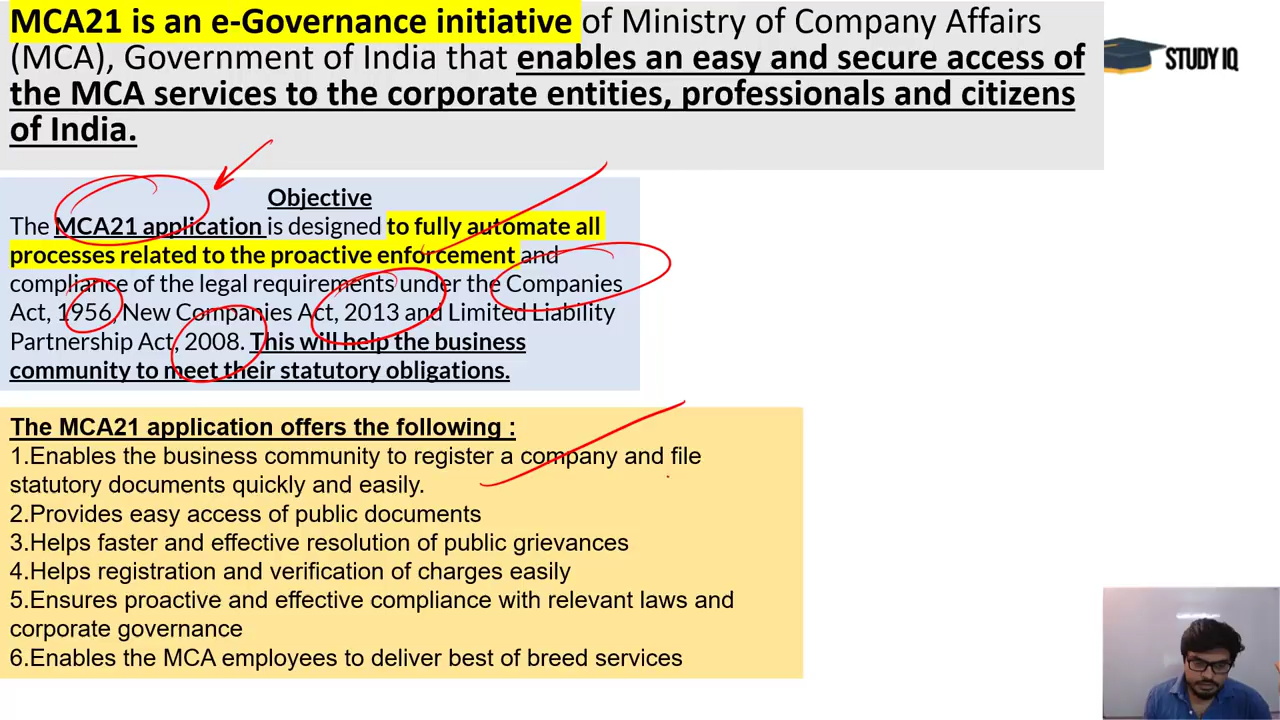 MCA21 is an e-Governance initiative of Ministry of Company Affairs
(MCA), Government of India that enables an easy and secure access of
the MCA services to the corporate entities, professionals and citizens
of India.
STUDY IQ
Objective
The MCA21 application is designed to fully automate all
processes related to the proactive enforcement and
compliance of the legal requirements under the Companies
Act, 1956, New Companies Act, 2013 and Limited Liability
Partnership Act, 2008. This will help the business
community to meet their statutory obligations.
The MCA21 application offers the following :
1.Enables the business community to register a company and file
statutory documents quickly and easily.
2.Provides easy access of public documents
3.Helps faster and effective resolution of public grievances
4.Helps registration and verification of charges easily
5.Ensures proactive and effective compliance with relevant laws and
corporate governance
6.Enables the MCA employees to deliver best of breed services